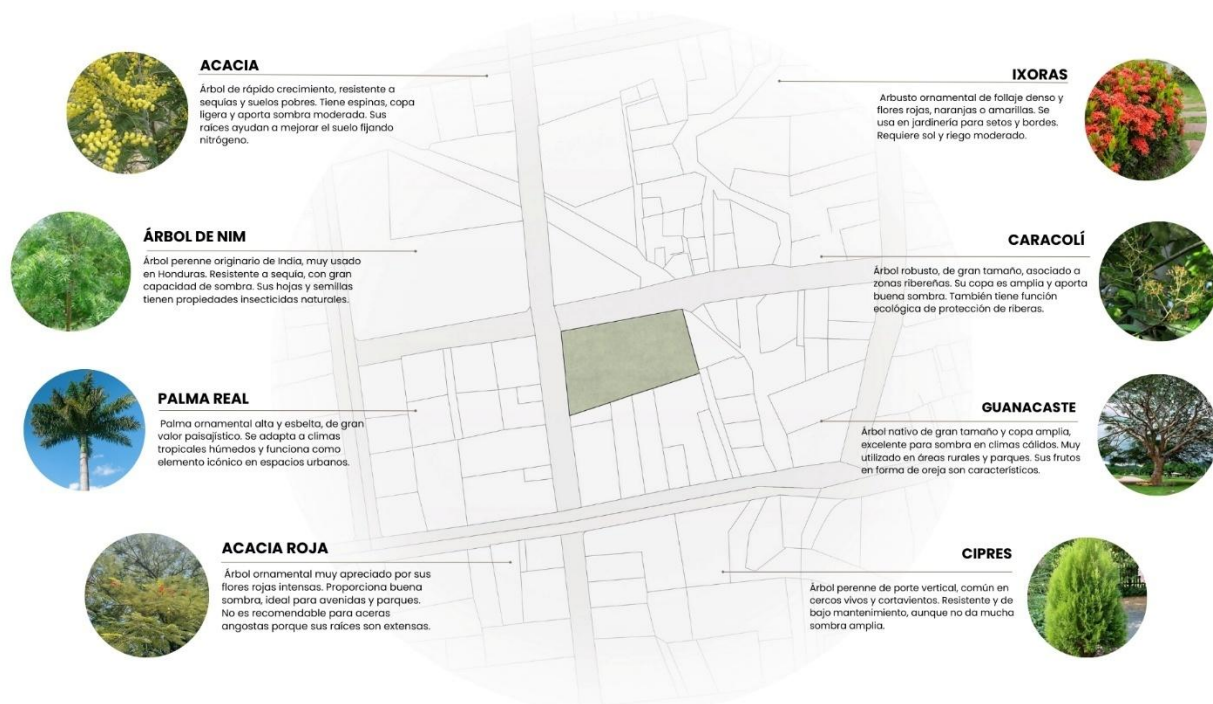 ACACIA
Árbol de rápido crecimiento, resistente a
sequías y suelos pobres. Tiene espinas, copa
ligera y aporta sombra moderada. Sus
raíces ayudan a mejorar el suelo fijando
nitrógeno.
ÁRBOL DE NIM
Árbol perenne originario de India, muy usado
en Honduras. Resistente a sequía, con gran
capacidad de sombra. Sus hojas y semillas
tienen propiedades insecticidas naturales.
PALMA REAL
Palma ornamental alta y esbelta, de gran
valor paisajístico. Se adapta a climas
tropicales húmedos y funciona como
elemento icónico en espacios urbanos.
ACACIA ROJA
Árbol ornamental muy apreciado por sus
flores rojas intensas. Proporciona buena
sombra, ideal para avenidas y parques.
No es recomendable para aceras
angostas porque sus raíces son extensas.
IXORAS
Arbusto ornamental de follaje denso y
flores rojas, naranjas o amarillas. Se
usa en jardinería para setos y bordes.
Requiere sol y riego moderado.
CARACOLÍ
Árbol robusto, de gran tamaño, asociado a
zonas ribereñas. Su copa es amplia y aporta
buena sombra. También tiene función
ecológica de protección de riberas.
GUANACASTE
Árbol nativo de gran tamaño y copa amplia,
excelente para sombra en climas cálidos. Muy
utilizado en áreas rurales y parques. Sus frutos
en forma de oreja son característicos.
CIPRES
Árbol perenne de porte vertical, común en
cercos vivos y cortavientos. Resistente y de
bajo mantenimiento, aunque no da mucha
sombra amplia.